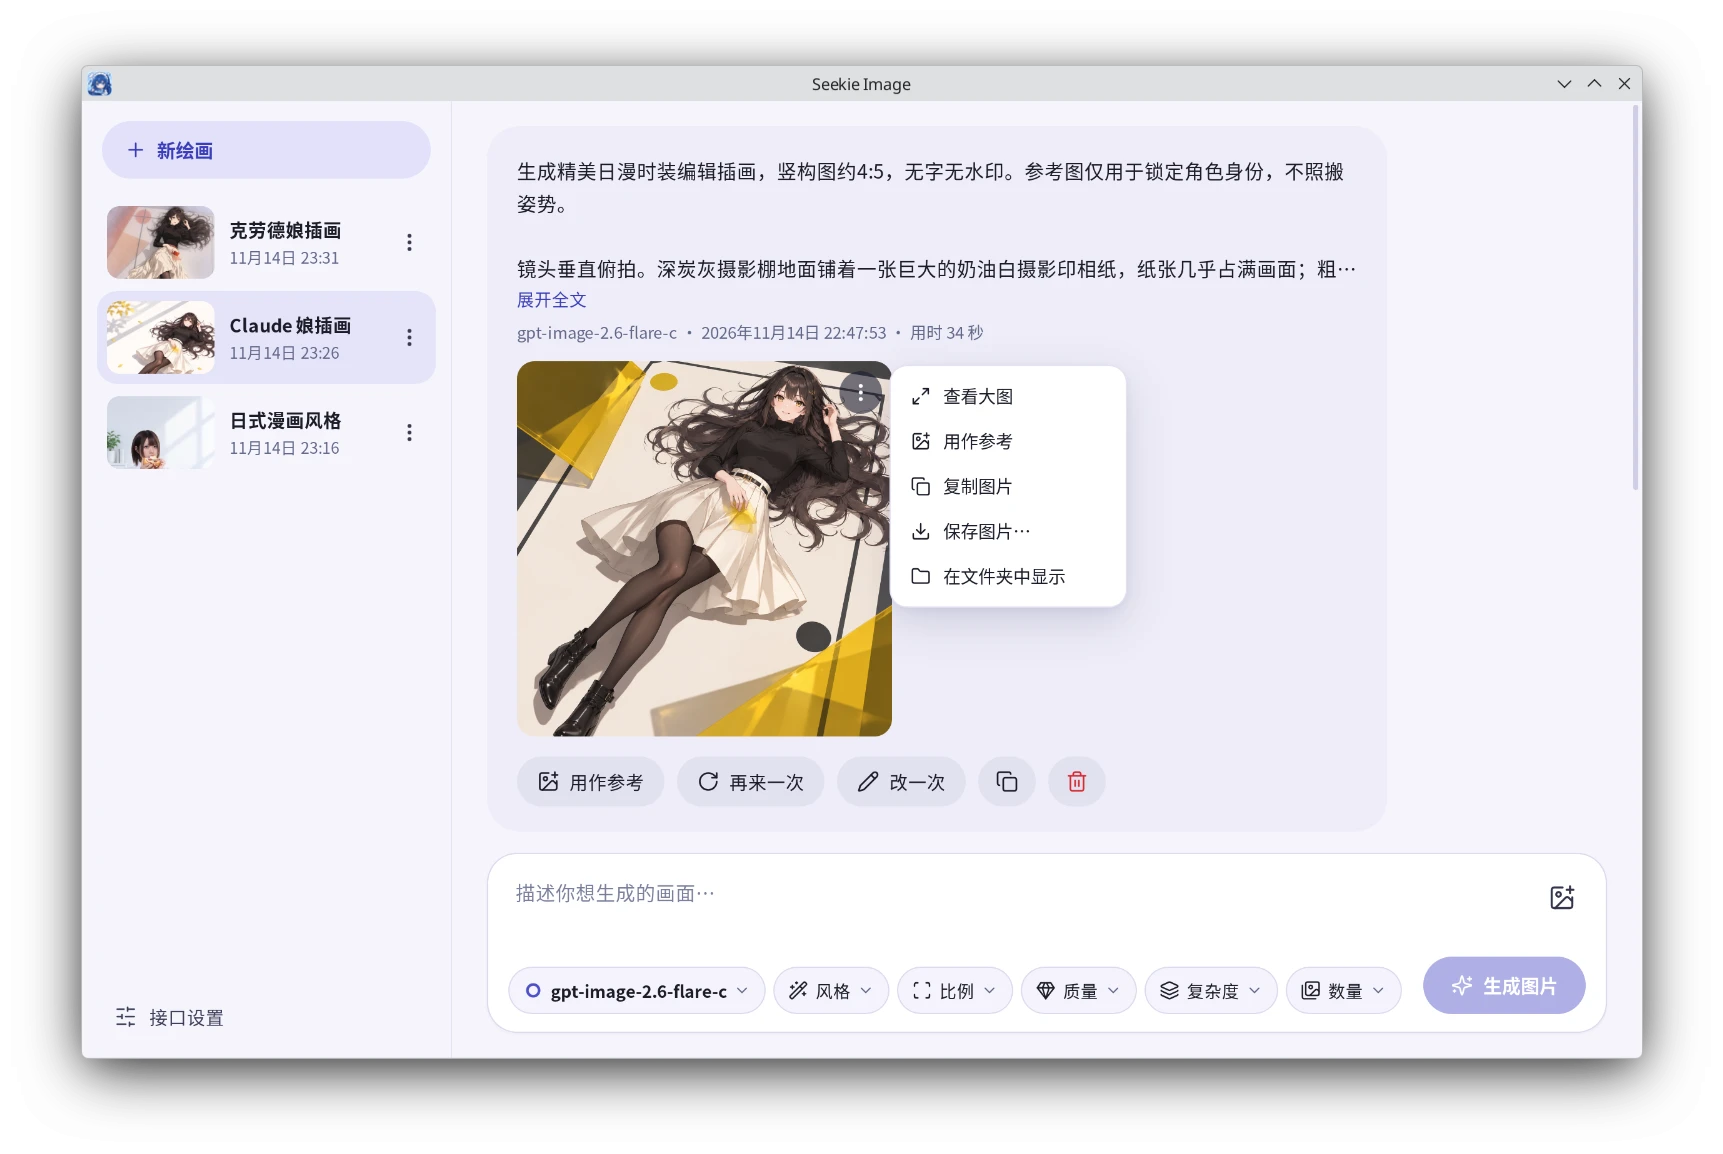 Seekie Image
新绘画
克劳德娘插画
11月14日 23:31
Claude 娘插画
11月14日 23:26
日式漫画风格
11月14日 23:16
接口设置
生成精美日漫时装编辑插画，竖构图约4:5，无字无水印。参考图仅用于锁定角色身份，不照搬
姿势。
镜头垂直俯拍。深炭灰摄影棚地面铺着一张巨大的奶油白摄影印相纸，纸张几乎占满画面；粗…
展开全文
gpt-image-2.6-flare-c • 2026年11月14日 22:47:53 • 用时 34 秒
查看大图
用作参考
复制图片
保存图片…
在文件夹中显示
用作参考
再来一次
改一次
描述你想生成的画面…
gpt-image-2.6-flare-c
风格
比例
质量
复杂度
数量
生成图片